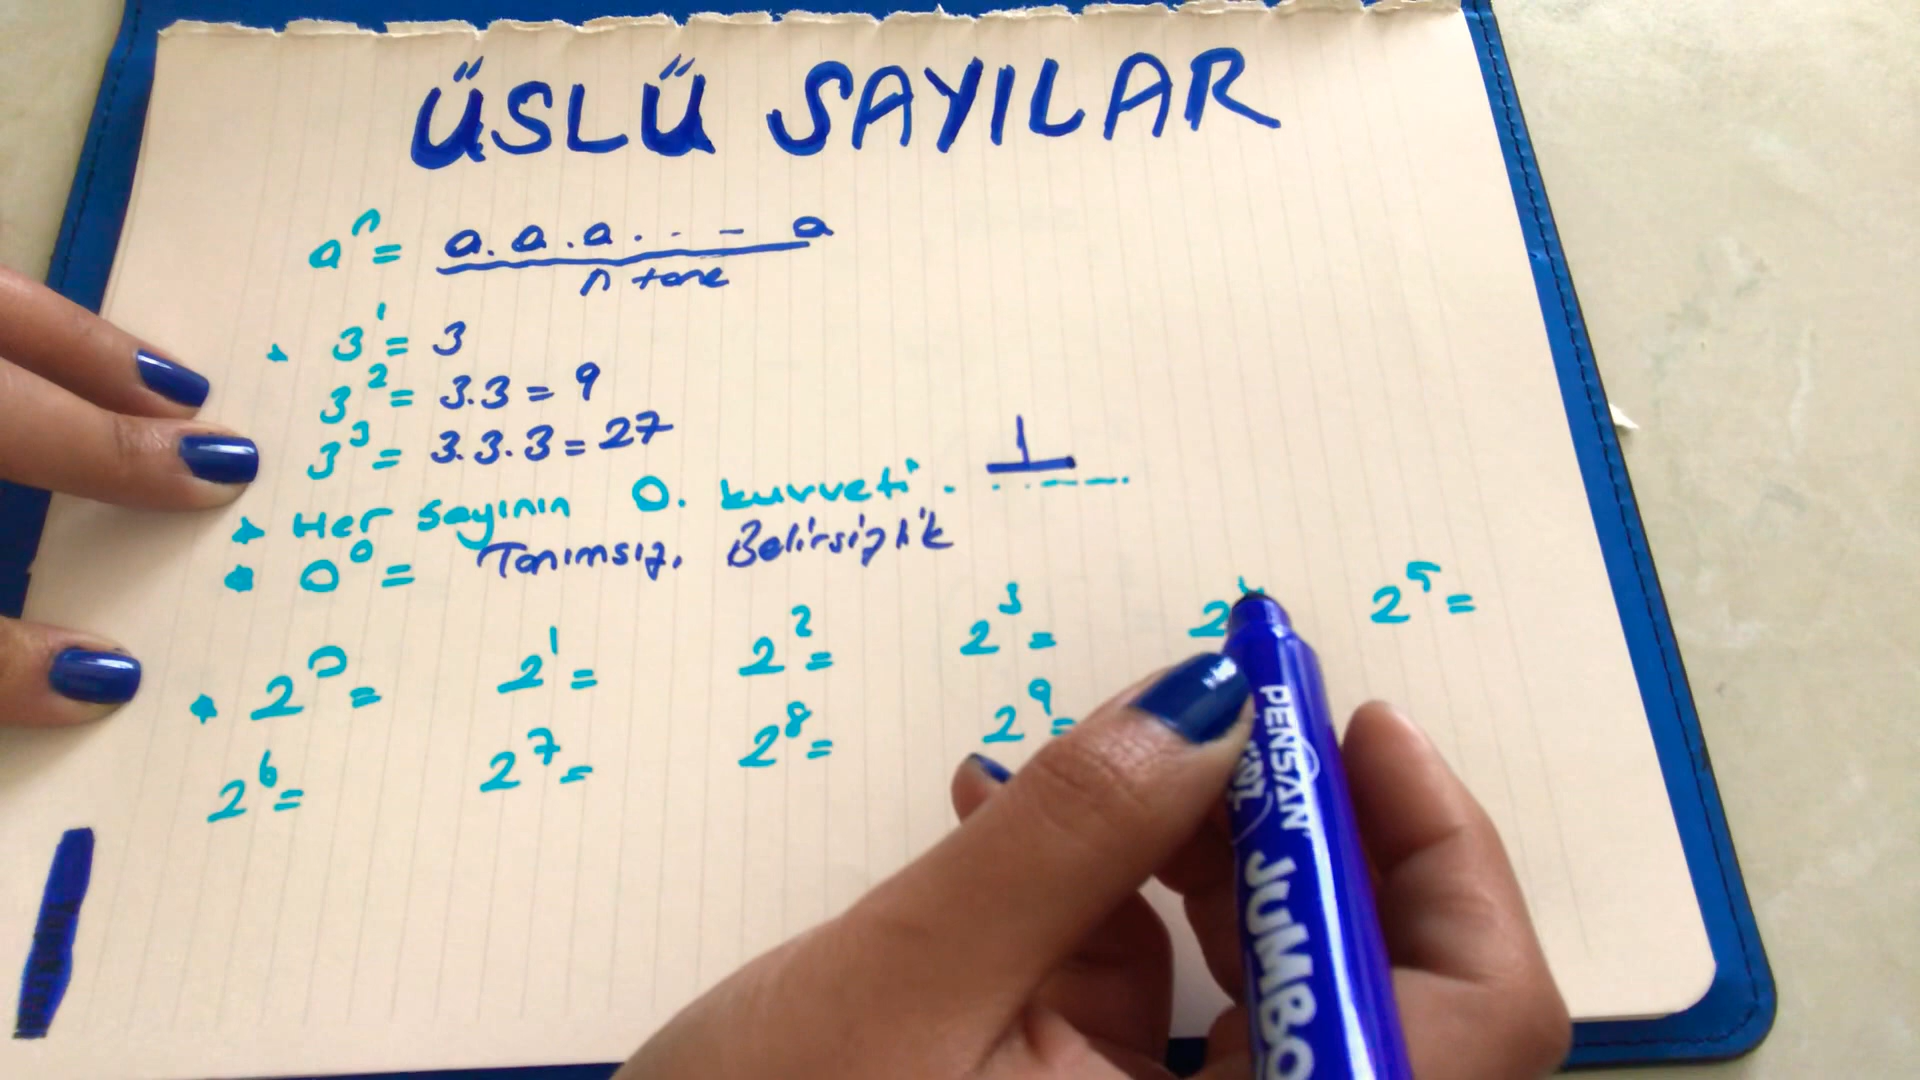 ÜSLÜ SAYILAR
aⁿ = a.a.a. . . - a
n tane
3¹ = 3
3² = 3.3 = 9
3³ = 3.3.3 = 27
Her sayının 0. kuvveti. 1
0⁰ = Tanımsız, Belirsizlik
2⁰ = 2¹ = 2² = 2³ = 2 2⁵ =
2⁶ = 2⁷ = 2⁸ = 2⁹ =
PENSAN
JUMBO